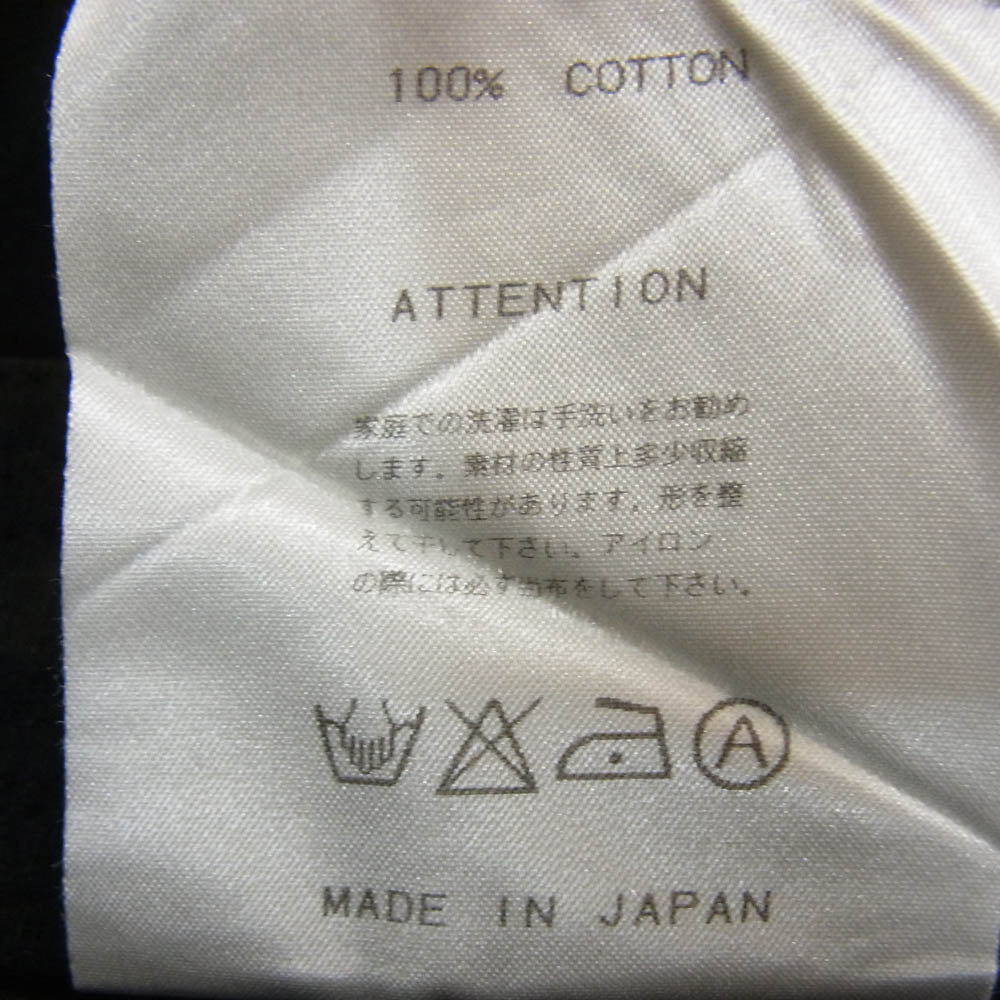 100% COTTON
ATTENTION
家庭での洗濯は手洗いをお勧め
します。素材の性質上多少収縮
する可能性があります。形を整
えて干して下さい。アイロン
の際には必ず当布をして下さい。
A
MADE IN JAPAN